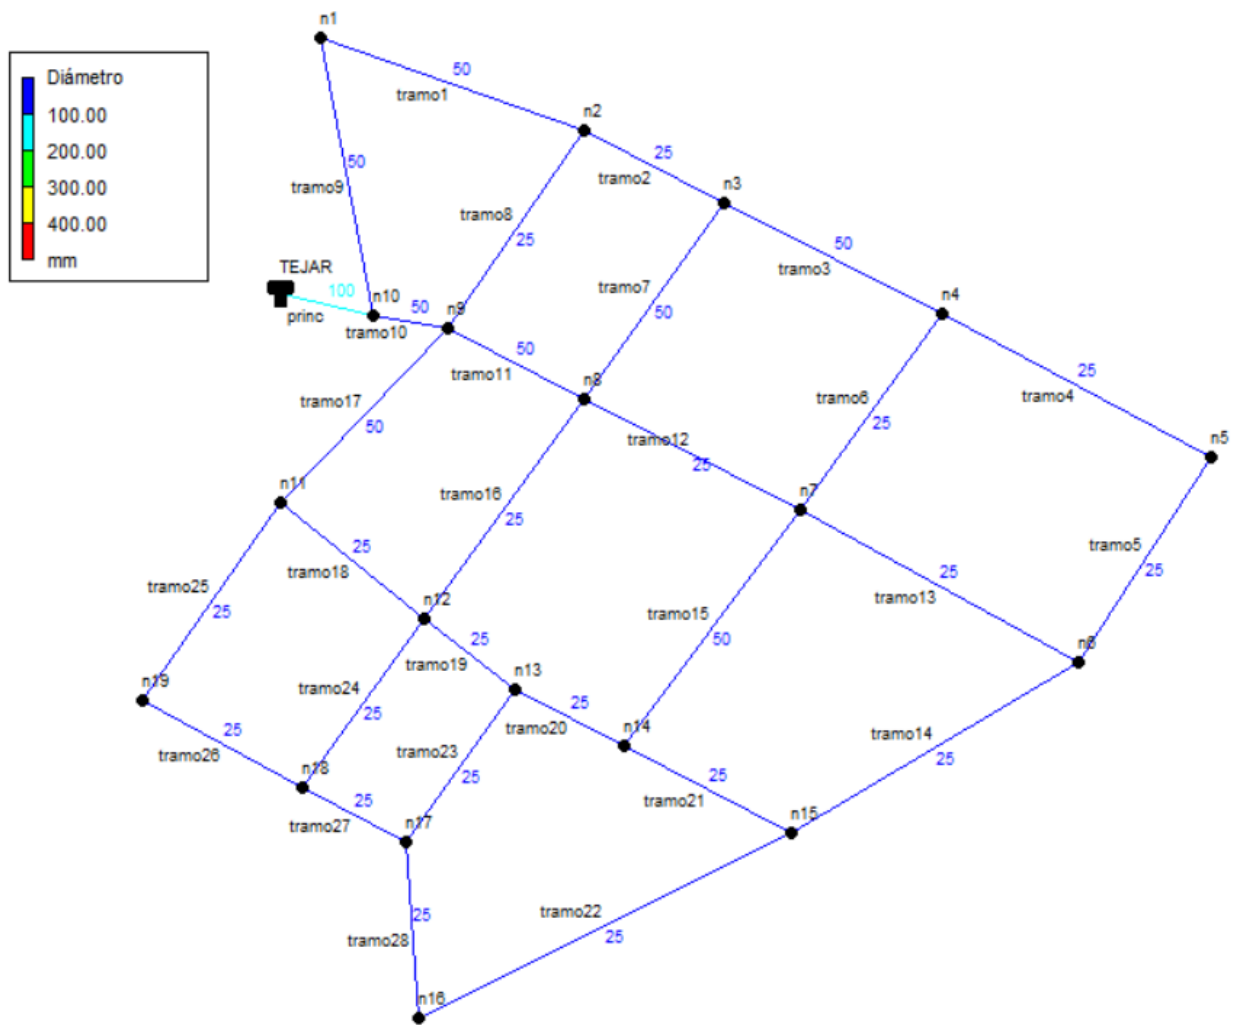 n1
Diámetro
100.00
200.00
300.00
400.00
mm
50
tramo1
n2
25
tramo2
n3
50
tramo9
tramo8
25
50
tramo3
n4
TEJAR
100
princ
n10
50
tramo10
n9
tramo7
50
50
tramo11
n8
25
tramo4
n5
tramo6
25
tramo17
50
tramo12
25
n7
n11
tramo16
25
25
tramo18
tramo5
25
25
tramo13
tramo25
25
n12
25
tramo19
tramo15
50
n6
n13
n19
tramo24
25
25
tramo20
n14
25
tramo26
tramo23
25
tramo14
25
n18
25
tramo27
n17
25
tramo21
n15
25
tramo28
tramo22
25
n16